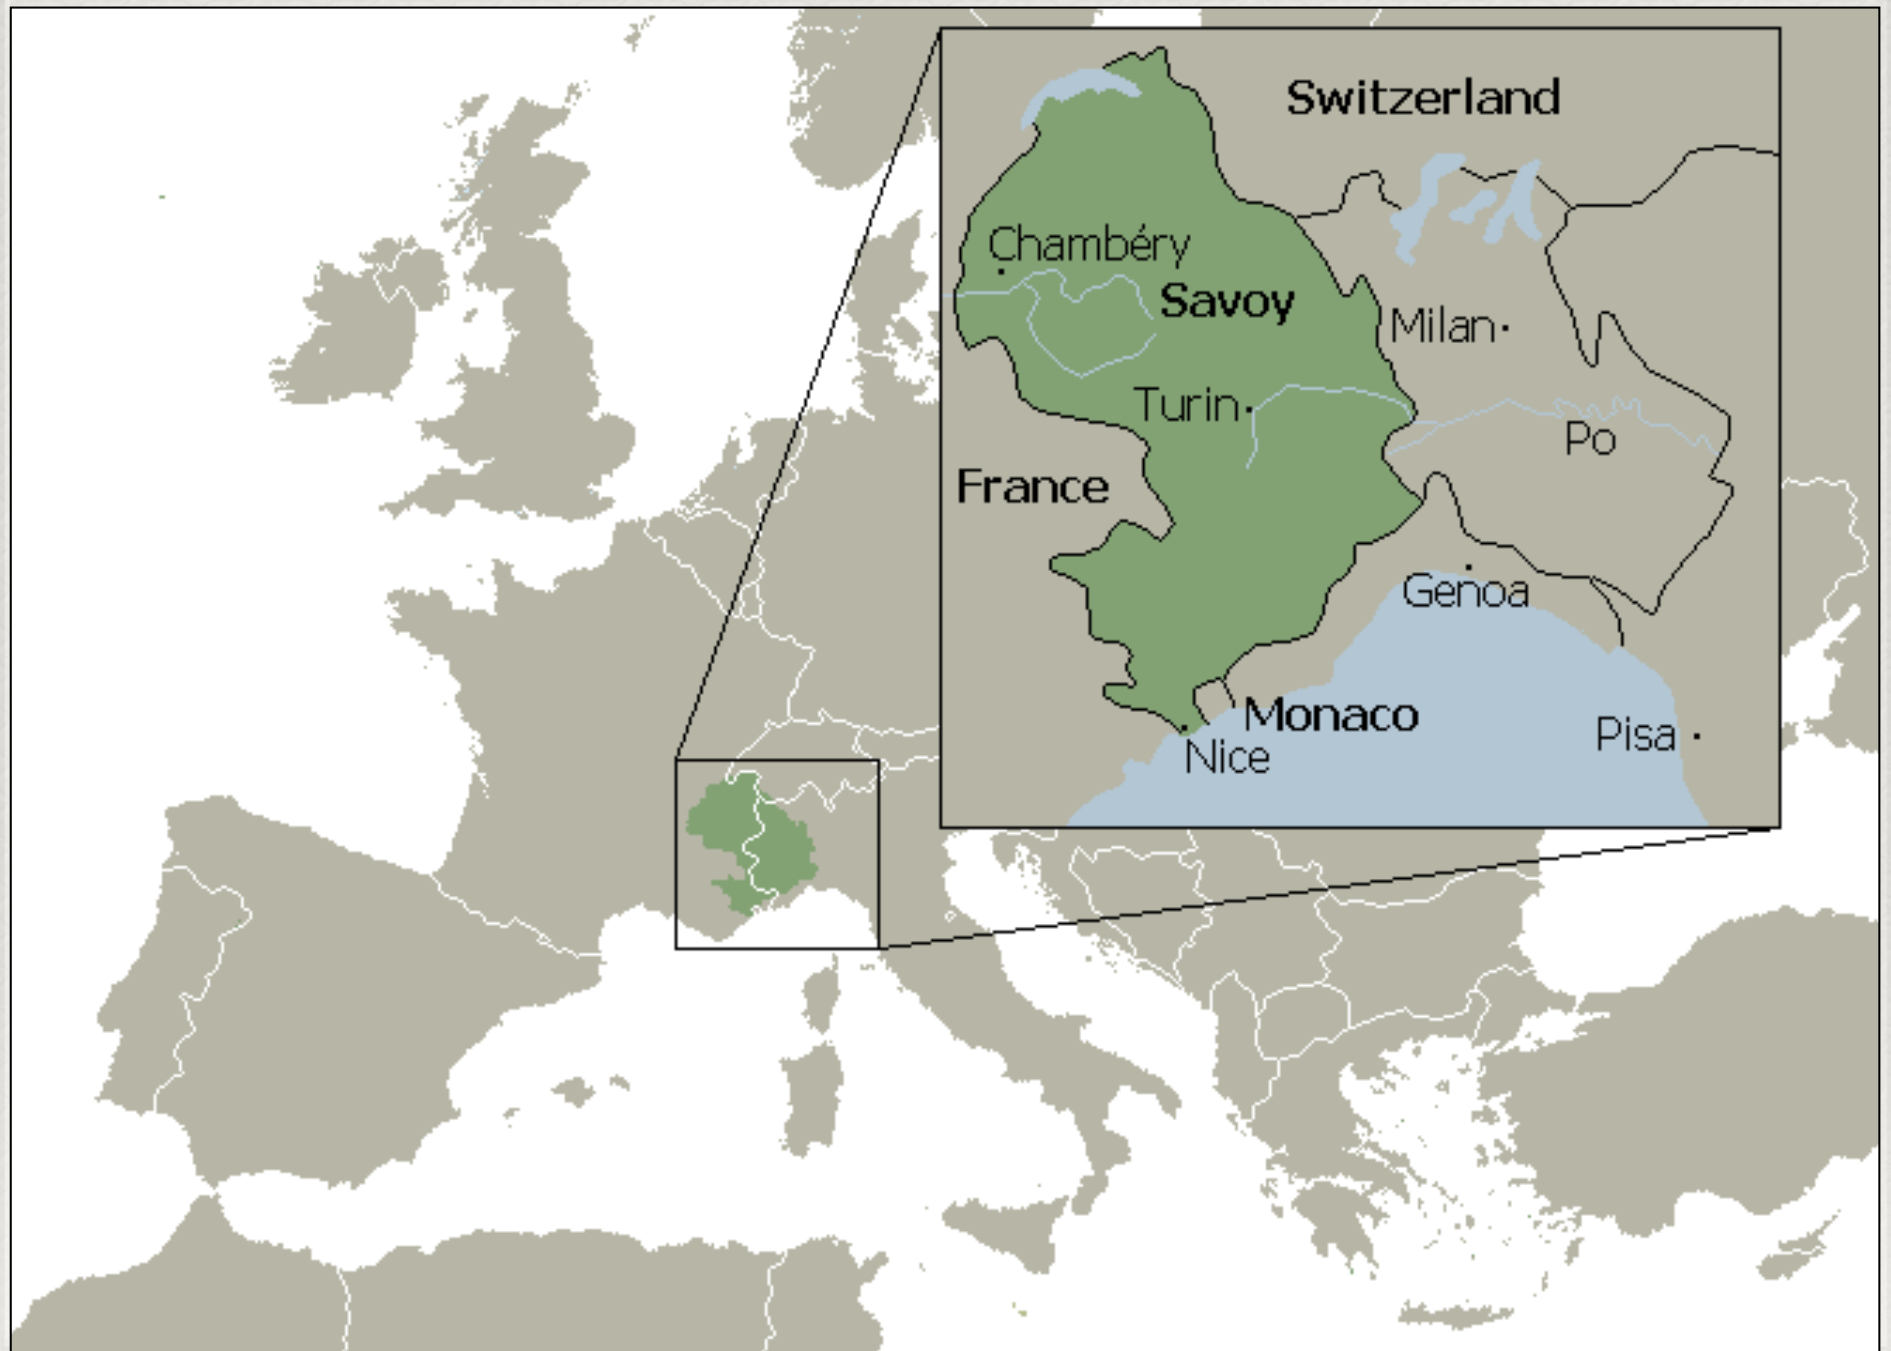 Switzerland
Chambéry
Savoy
Milan
Turin
Po
France
Genoa
Monaco
Nice
Pisa